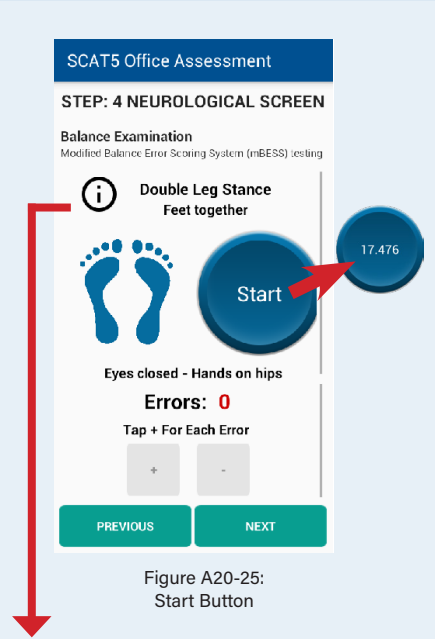 SCAT5 Office Assessment
STEP: 4 NEUROLOGICAL SCREEN
Balance Examination
Modified Balance Error Scoring System (mBESS) testing
Double Leg Stance
Feet together
Start
17.476
Eyes closed - Hands on hips
Errors: 0
Tap + For Each Error
+ -
PREVIOUS NEXT
Figure A20-25:
Start Button